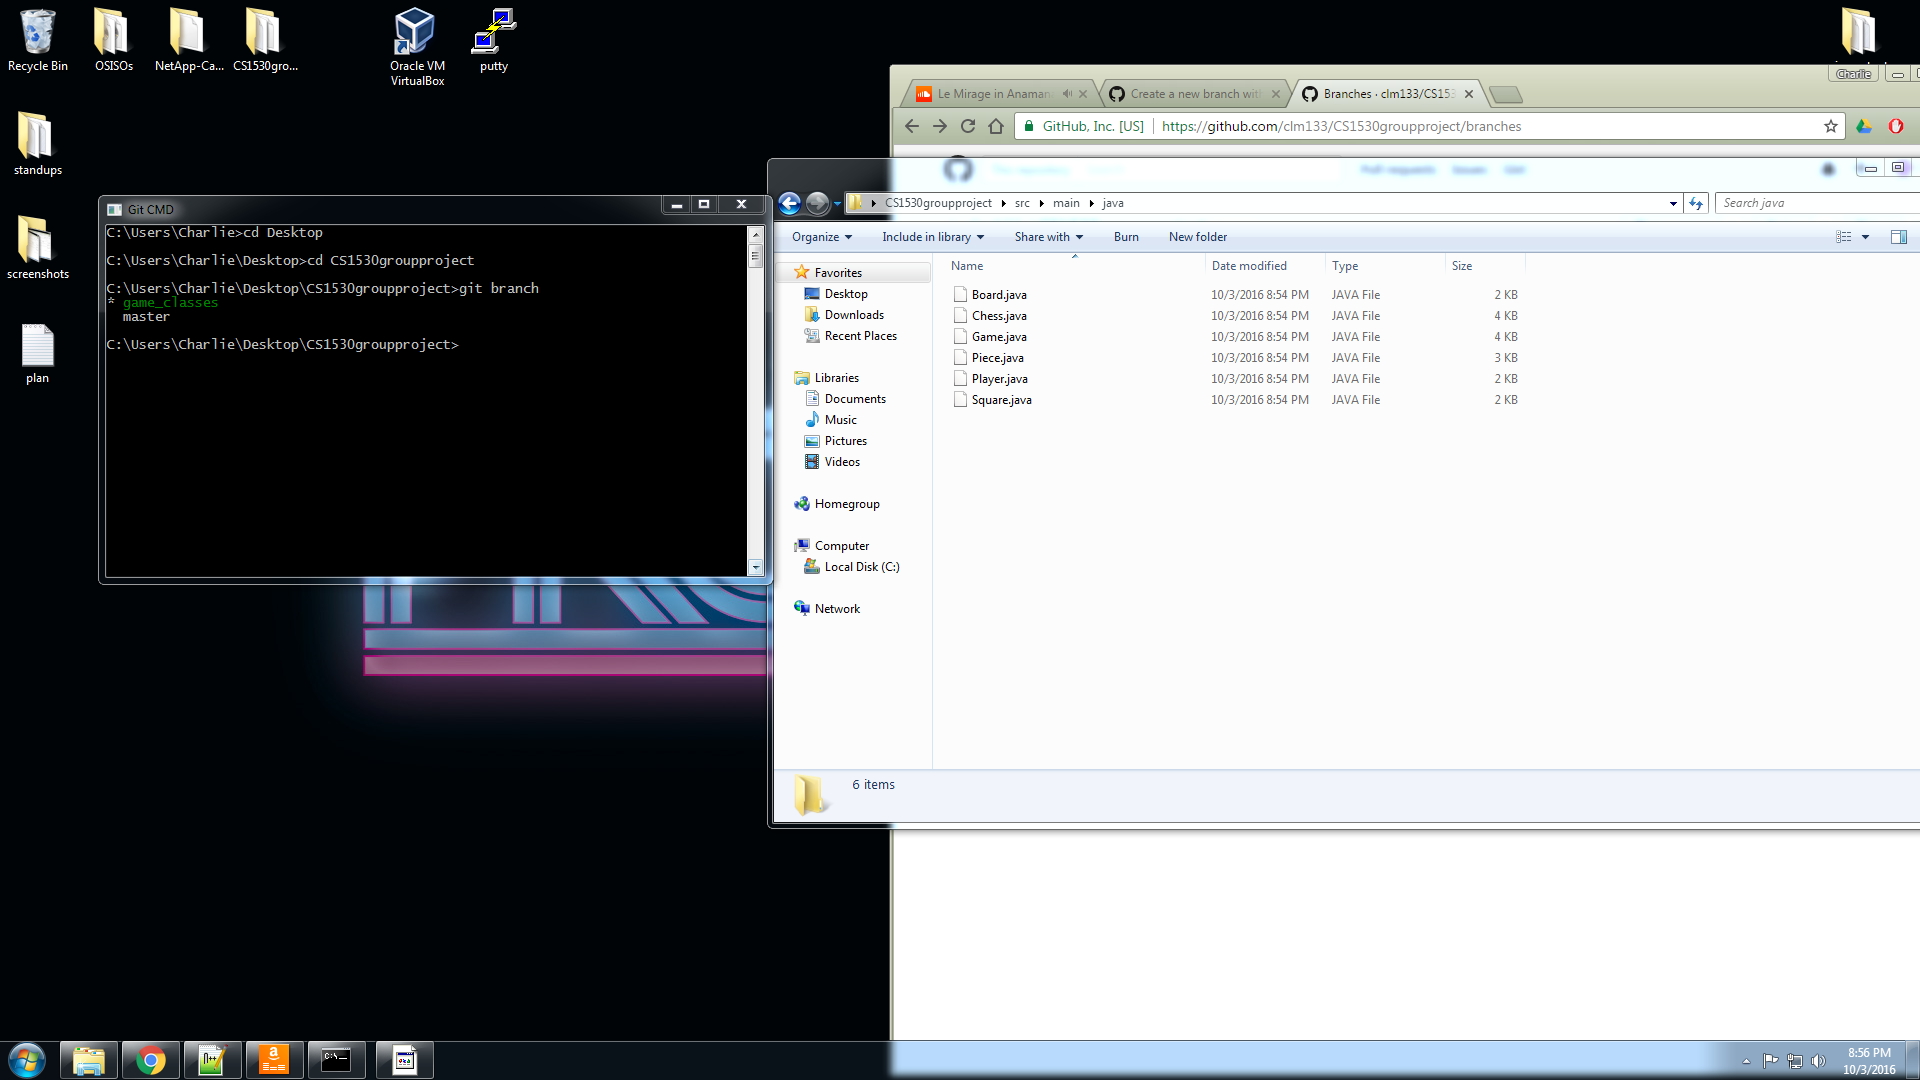 Recycle Bin
OSISOs
NetApp-Ca...
CS1530gro...
Oracle VM
VirtualBox
putty
standups
screenshots
plan
Charlie
Le Mirage in Anamana
Create a new branch with
Branches · clm133/CS153
GitHub, Inc. [US]
https://github.com/clm133/CS1530groupproject/branches
Git CMD
C:\Users\Charlie>cd Desktop
C:\Users\Charlie\Desktop>cd CS1530groupproject
C:\Users\Charlie\Desktop\CS1530groupproject>git branch
* game_classes
master
C:\Users\Charlie\Desktop\CS1530groupproject>
CS1530groupproject
src
main
java
Search java
Organize
Include in library
Share with
Burn
New folder
Name
Date modified
Type
Size
Board.java 10/3/2016 8:54 PM JAVA File 2 KB
Chess.java 10/3/2016 8:54 PM JAVA File 4 KB
Game.java 10/3/2016 8:54 PM JAVA File 4 KB
Piece.java 10/3/2016 8:54 PM JAVA File 3 KB
Player.java 10/3/2016 8:54 PM JAVA File 2 KB
Square.java 10/3/2016 8:54 PM JAVA File 2 KB
Favorites
Desktop
Downloads
Recent Places
Libraries
Documents
Music
Pictures
Videos
Homegroup
Computer
Local Disk (C:)
Network
6 items
8:56 PM
10/3/2016